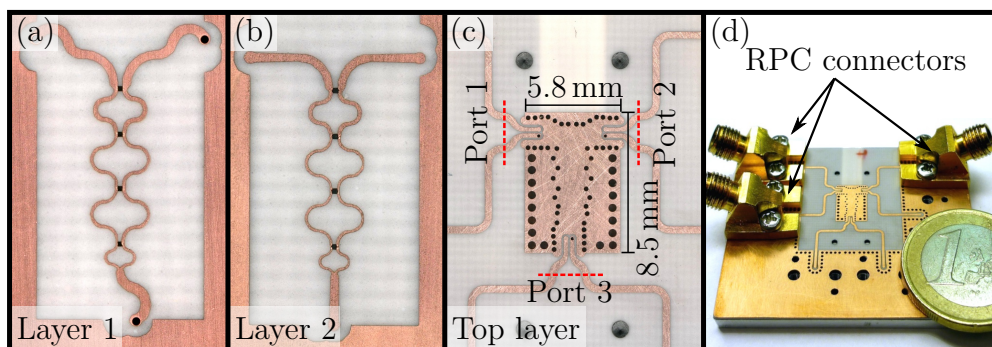 (a)
Layer 1
(b)
Layer 2
(c)
5.8 mm
Port 1
Port 2
8.5 mm
Port 3
Top layer
(d)
RPC connectors
1